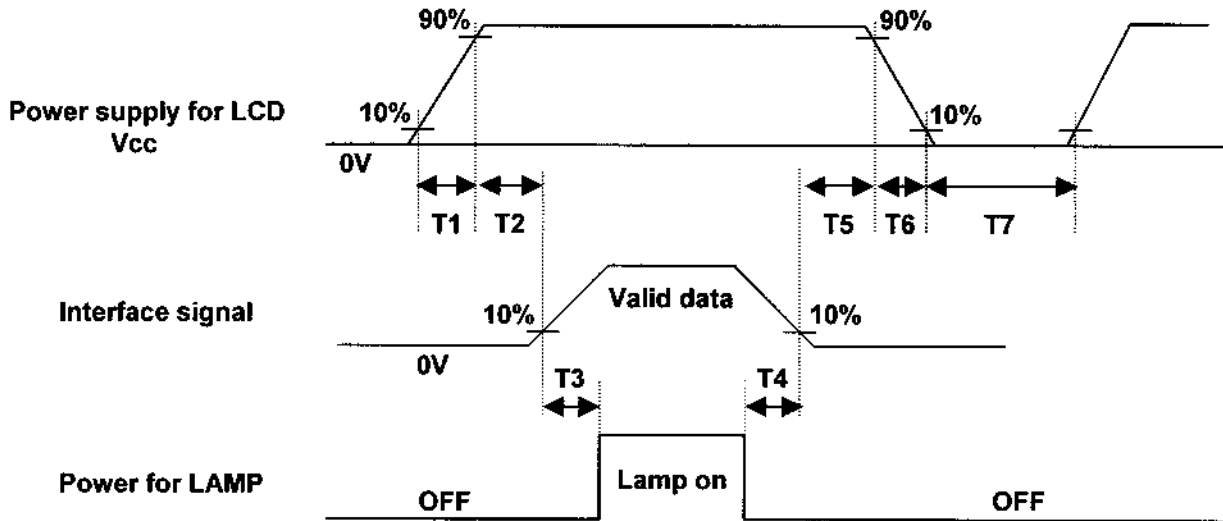 90%
90%
Power supply for LCD
Vcc
10%
10%
0V
T1
T2
T5
T6
T7
Interface signal
Valid data
10%
10%
0V
T3
T4
Power for LAMP
OFF
Lamp on
OFF